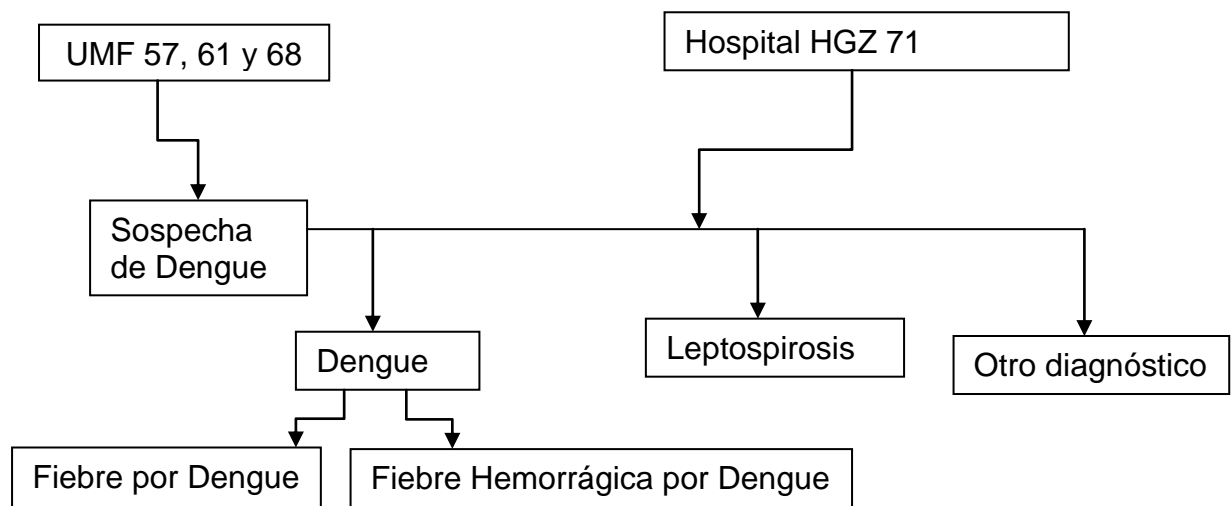 UMF 57, 61 y 68
Hospital HGZ 71
Sospecha
de Dengue
Dengue
Leptospirosis
Otro diagnóstico
Fiebre por Dengue
Fiebre Hemorrágica por Dengue